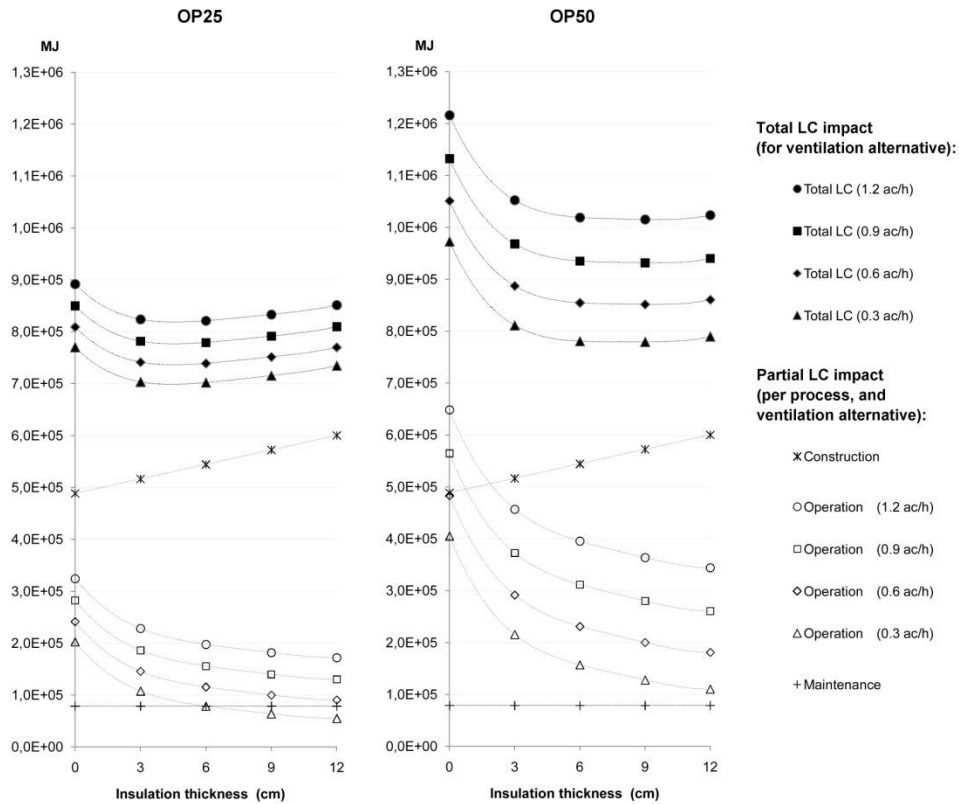 OP25
MJ
1,3E+06
1,2E+06
1,1E+06
1,0E+06
9,0E+05
8,0E+05
7,0E+05
6,0E+05
5,0E+05
4,0E+05
3,0E+05
2,0E+05
1,0E+05
0,0E+00
0 3 6 9 12
Insulation thickness (cm)
OP50
MJ
1,3E+06
1,2E+06
1,1E+06
1,0E+06
9,0E+05
8,0E+05
7,0E+05
6,0E+05
5,0E+05
4,0E+05
3,0E+05
2,0E+05
1,0E+05
0,0E+00
0 3 6 9 12
Insulation thickness (cm)
Total LC impact
(for ventilation alternative):
Total LC (1.2 ac/h)
Total LC (0.9 ac/h)
Total LC (0.6 ac/h)
Total LC (0.3 ac/h)
Partial LC impact
(per process, and
ventilation alternative):
Construction
Operation (1.2 ac/h)
Operation (0.9 ac/h)
Operation (0.6 ac/h)
Operation (0.3 ac/h)
Maintenance